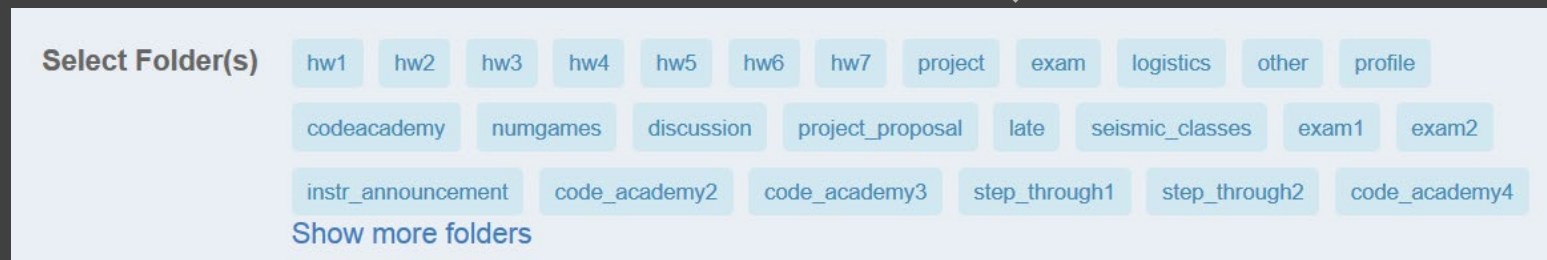 Select Folder(s) hw1 hw2 hw3 hw4 hw5 hw6 hw7 project exam logistics other profile
codeacademy numgames discussion project_proposal late seismic_classes exam1 exam2
instr_announcement code_academy2 code_academy3 step_through1 step_through2 code_academy4
Show more folders